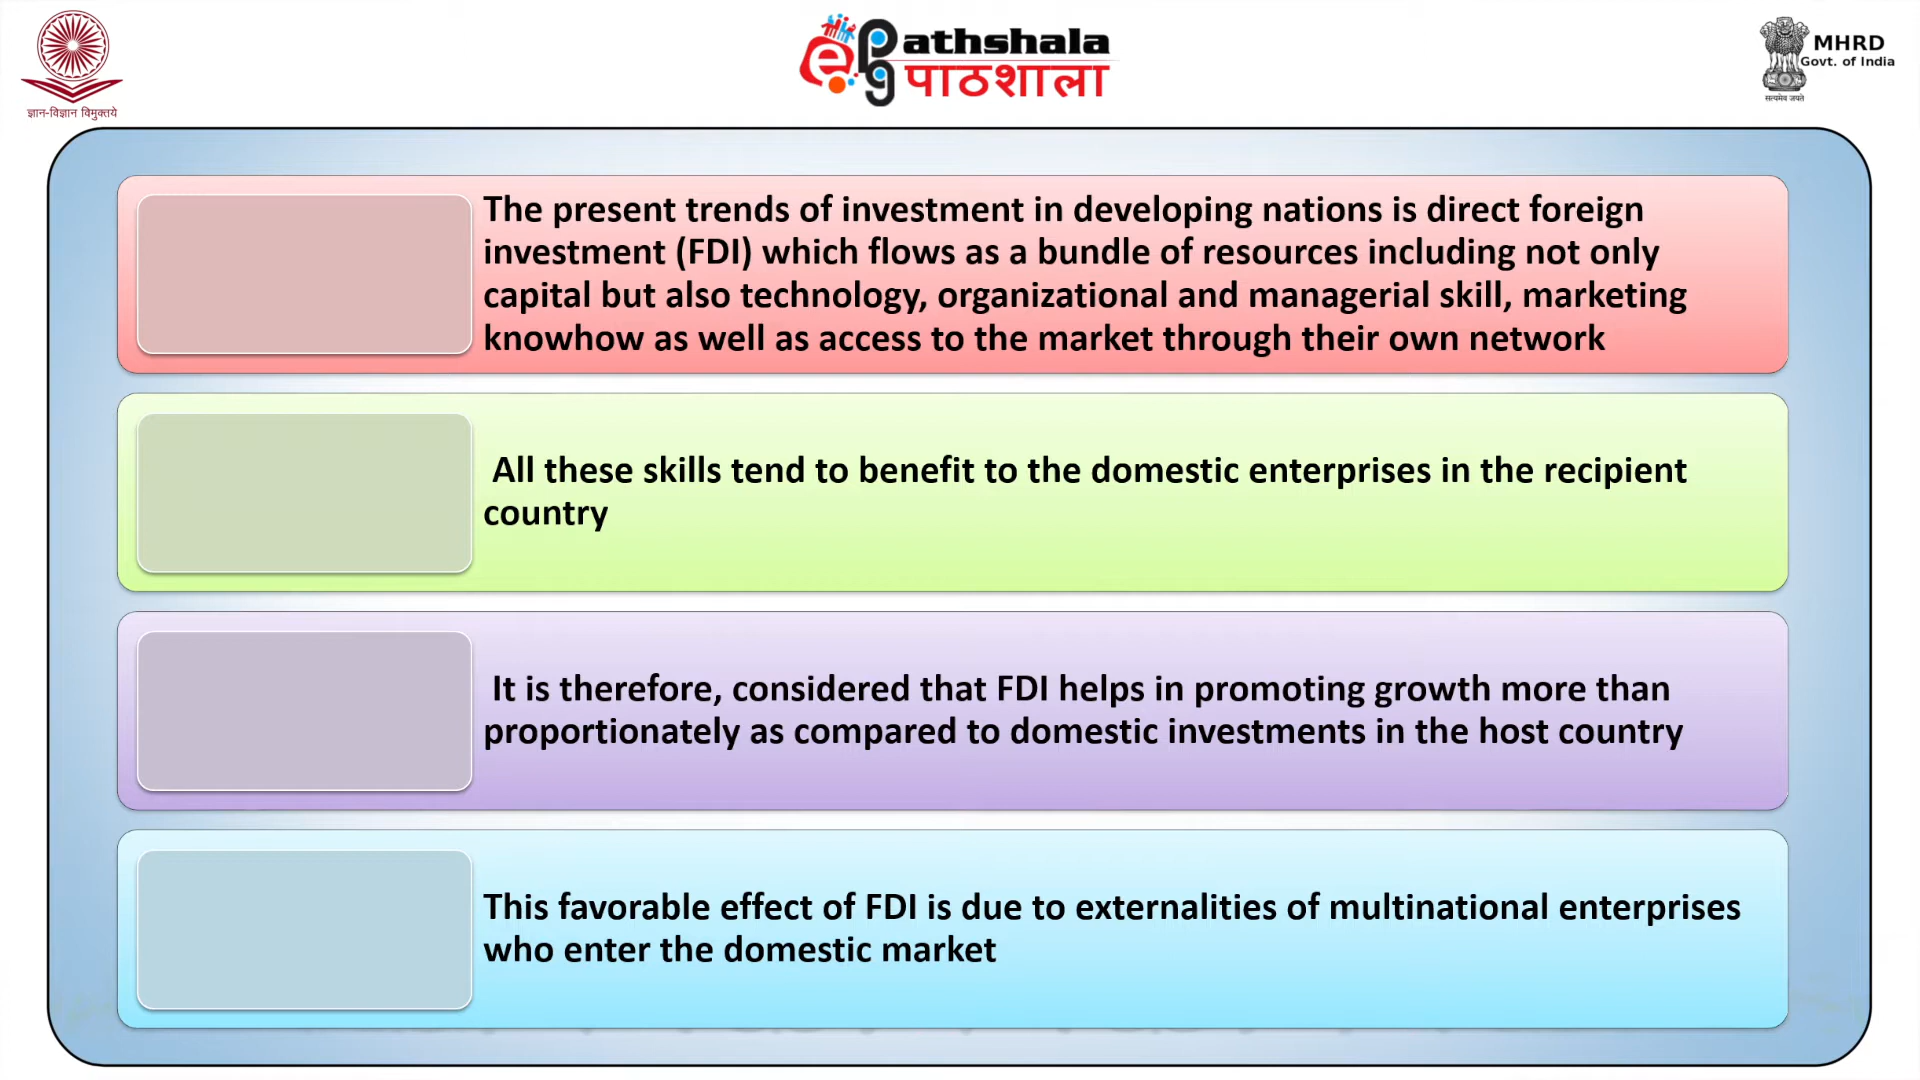 ज्ञान-विज्ञान विमुक्तये
e pg athshala
पाठशाला
MHRD
Govt. of India
सत्यमेव जयते
The present trends of investment in developing nations is direct foreign
investment (FDI) which flows as a bundle of resources including not only
capital but also technology, organizational and managerial skill, marketing
knowhow as well as access to the market through their own network
All these skills tend to benefit to the domestic enterprises in the recipient
country
It is therefore, considered that FDI helps in promoting growth more than
proportionately as compared to domestic investments in the host country
This favorable effect of FDI is due to externalities of multinational enterprises
who enter the domestic market